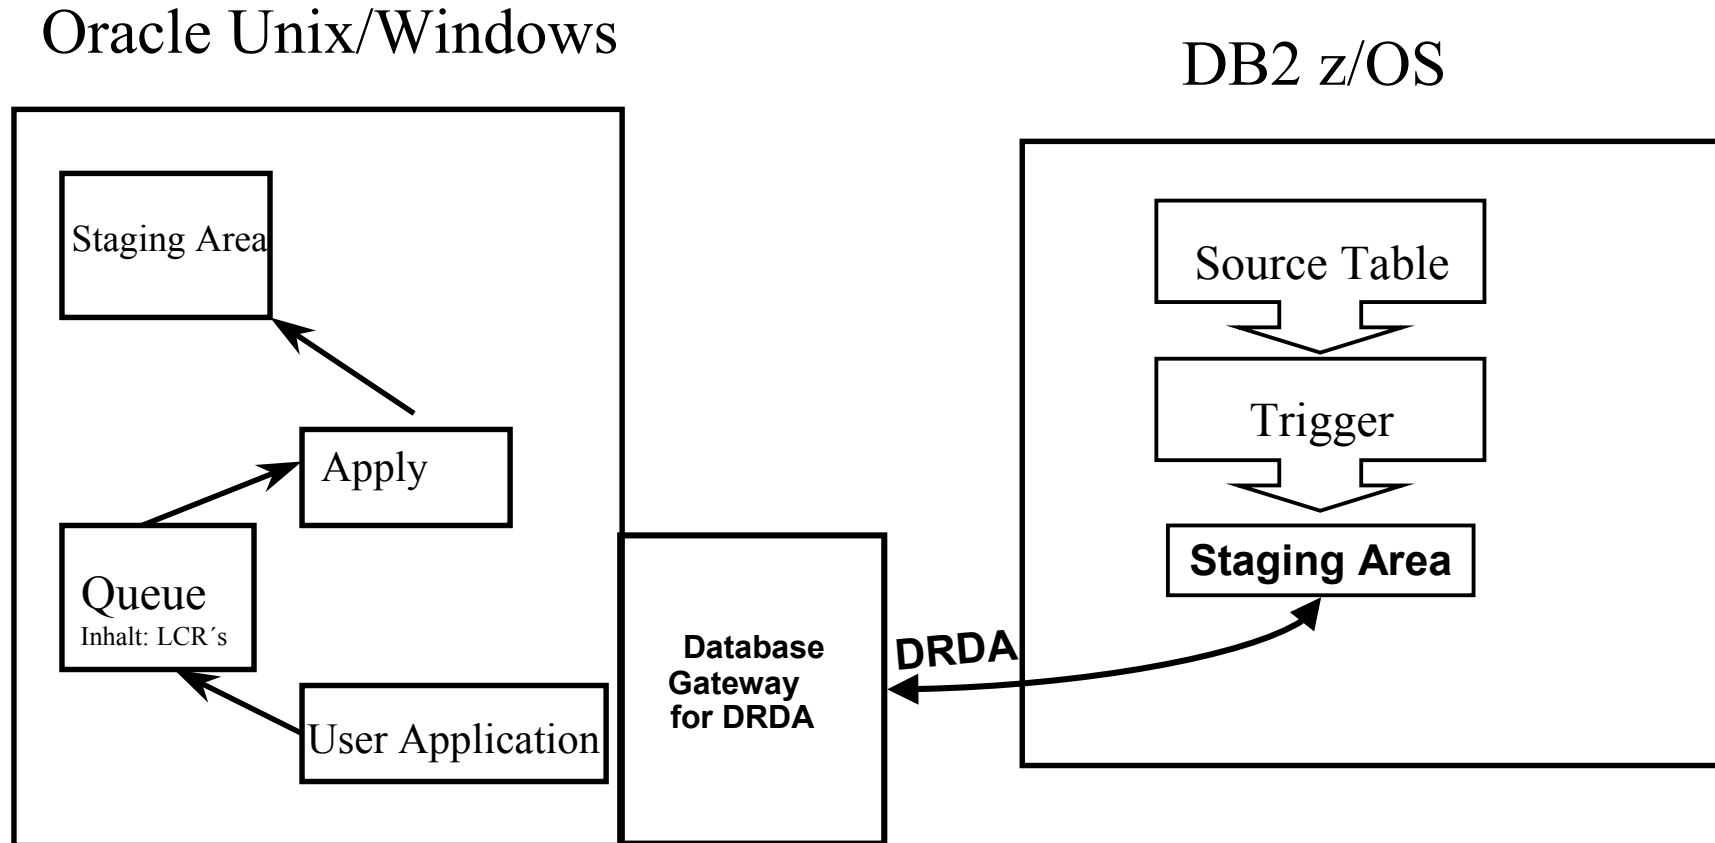 Oracle Unix/Windows
DB2 z/OS
Staging Area
Apply
Queue
Inhalt: LCR´s
User Application
Database
Gateway
for DRDA
DRDA
Source Table
Trigger
Staging Area